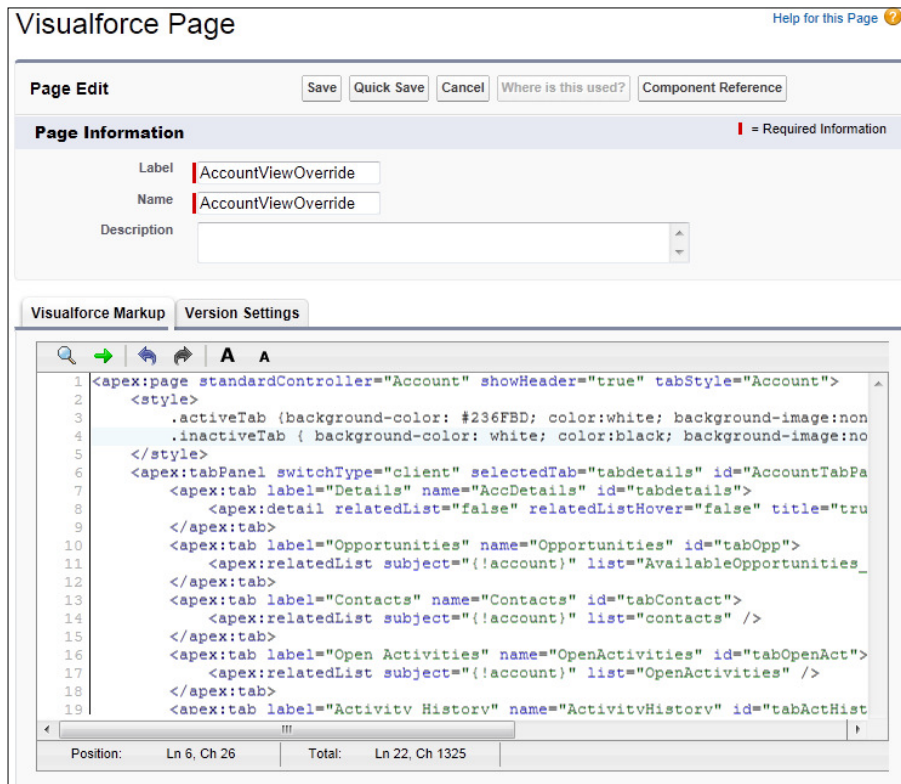 Visualforce Page
Help for this Page ?
Page Edit
Save Quick Save Cancel Where is this used? Component Reference
Page Information
= Required Information
Label AccountViewOverride
Name AccountViewOverride
Description
Visualforce Markup Version Settings
A A
1 <apex:page standardController="Account" showHeader="true" tabStyle="Account">
2 <style>
3 .activeTab {background-color: #236FBD; color:white; background-image:non
4 .inactiveTab { background-color: white; color:black; background-image:no
5 </style>
6 <apex:tabPanel switchType="client" selectedTab="tabdetails" id="AccountTabPa
7 <apex:tab label="Details" name="AccDetails" id="tabdetails">
8 <apex:detail relatedList="false" relatedListHover="false" title="tru
9 </apex:tab>
10 <apex:tab label="Opportunities" name="Opportunities" id="tabOpp">
11 <apex:relatedList subject="{!account}" list="AvailableOpportunities_
12 </apex:tab>
13 <apex:tab label="Contacts" name="Contacts" id="tabContact">
14 <apex:relatedList subject="{!account}" list="contacts" />
15 </apex:tab>
16 <apex:tab label="Open Activities" name="OpenActivities" id="tabOpenAct">
17 <apex:relatedList subject="{!account}" list="OpenActivities" />
18 </apex:tab>
19 <apex:tab label="Activity History" name="ActivityHistory" id="tabActHist
Position: Ln 6, Ch 26 Total: Ln 22, Ch 1325